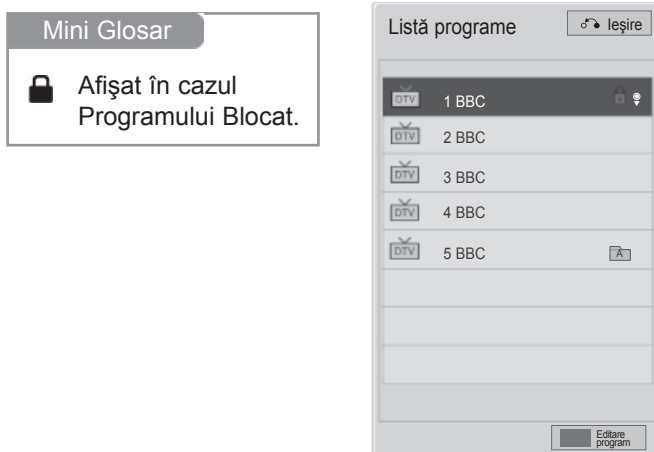 Mini Glosar
Afişat în cazul
Programului Blocat.
Listă programe
Ieşire
DTV 1 BBC
DTV 2 BBC
DTV 3 BBC
DTV 4 BBC
DTV 5 BBC A
Editare
program